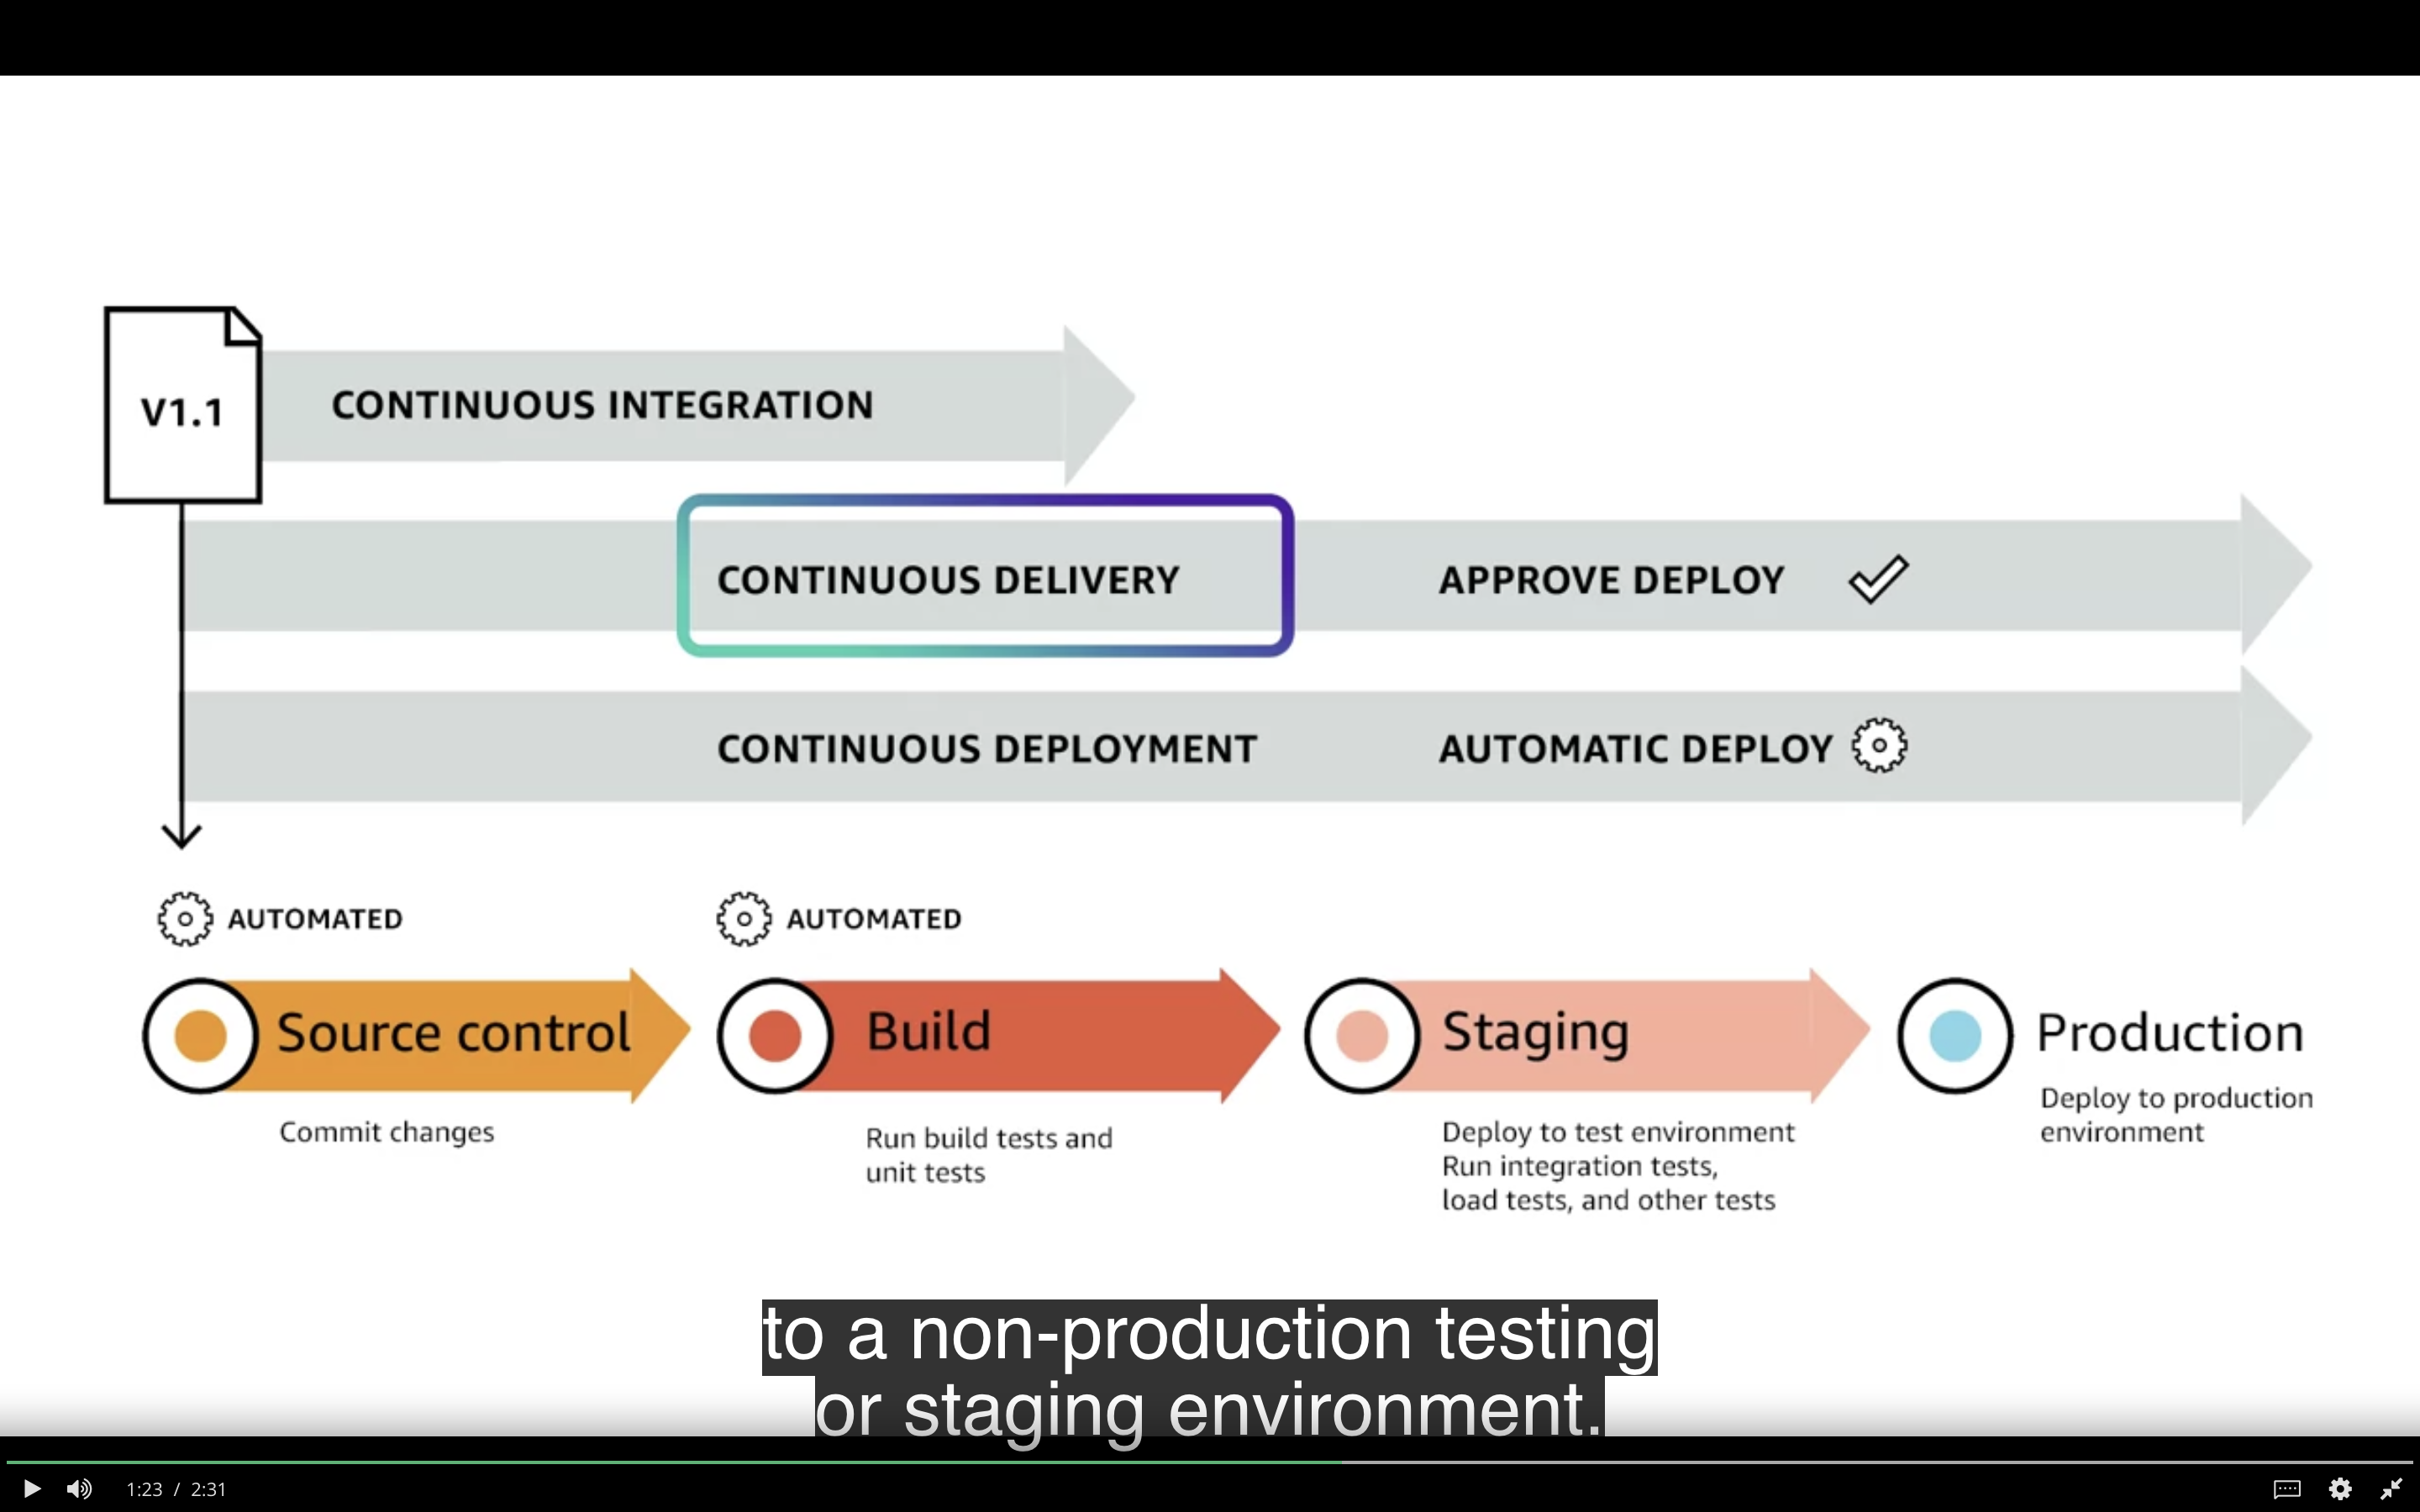 V1.1
CONTINUOUS INTEGRATION
CONTINUOUS DELIVERY
APPROVE DEPLOY
CONTINUOUS DEPLOYMENT
AUTOMATIC DEPLOY
AUTOMATED
AUTOMATED
Source control
Commit changes
Build
Run build tests and
unit tests
Staging
Deploy to test environment
Run integration tests,
load tests, and other tests
Production
Deploy to production
environment
to a non-production testing
or staging environment.
1:23 / 2:31